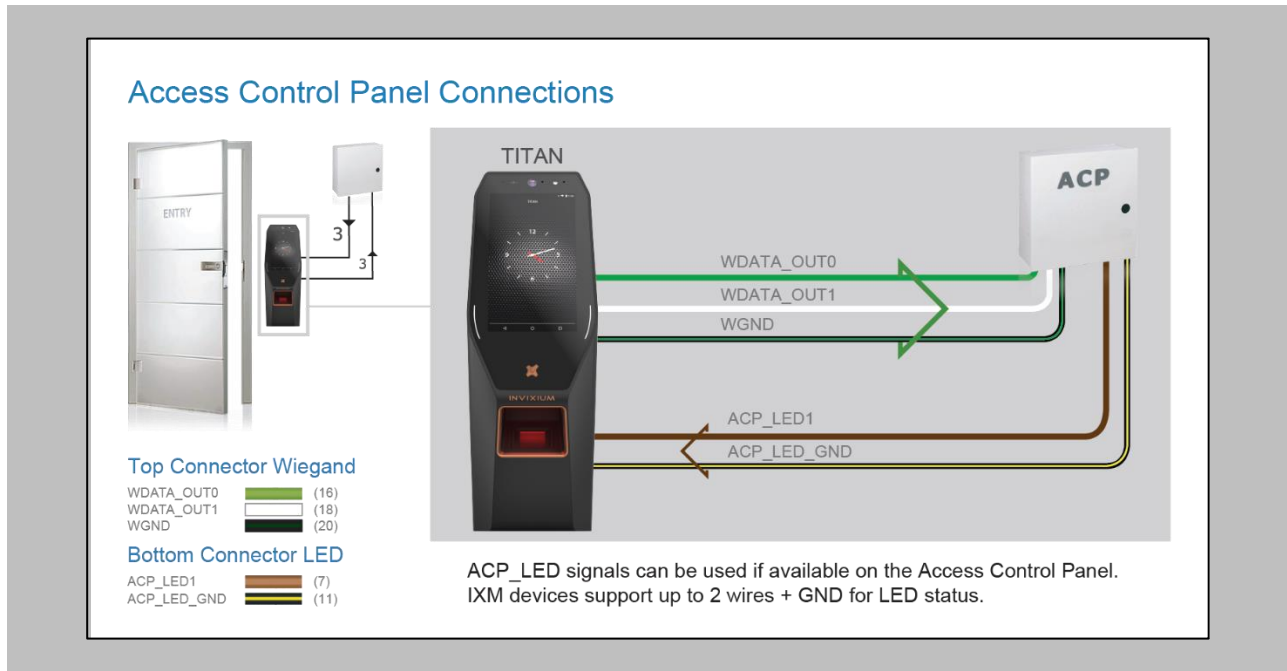 Access Control Panel Connections
ENTRY
3
3
TITAN
INVIXIUM
ACP
WDATA_OUT0
WDATA_OUT1
WGND
ACP_LED1
ACP_LED_GND
Top Connector Wiegand
WDATA_OUT0 (16)
WDATA_OUT1 (18)
WGND (20)
Bottom Connector LED
ACP_LED1 (7)
ACP_LED_GND (11)
ACP_LED signals can be used if available on the Access Control Panel.
IXM devices support up to 2 wires + GND for LED status.